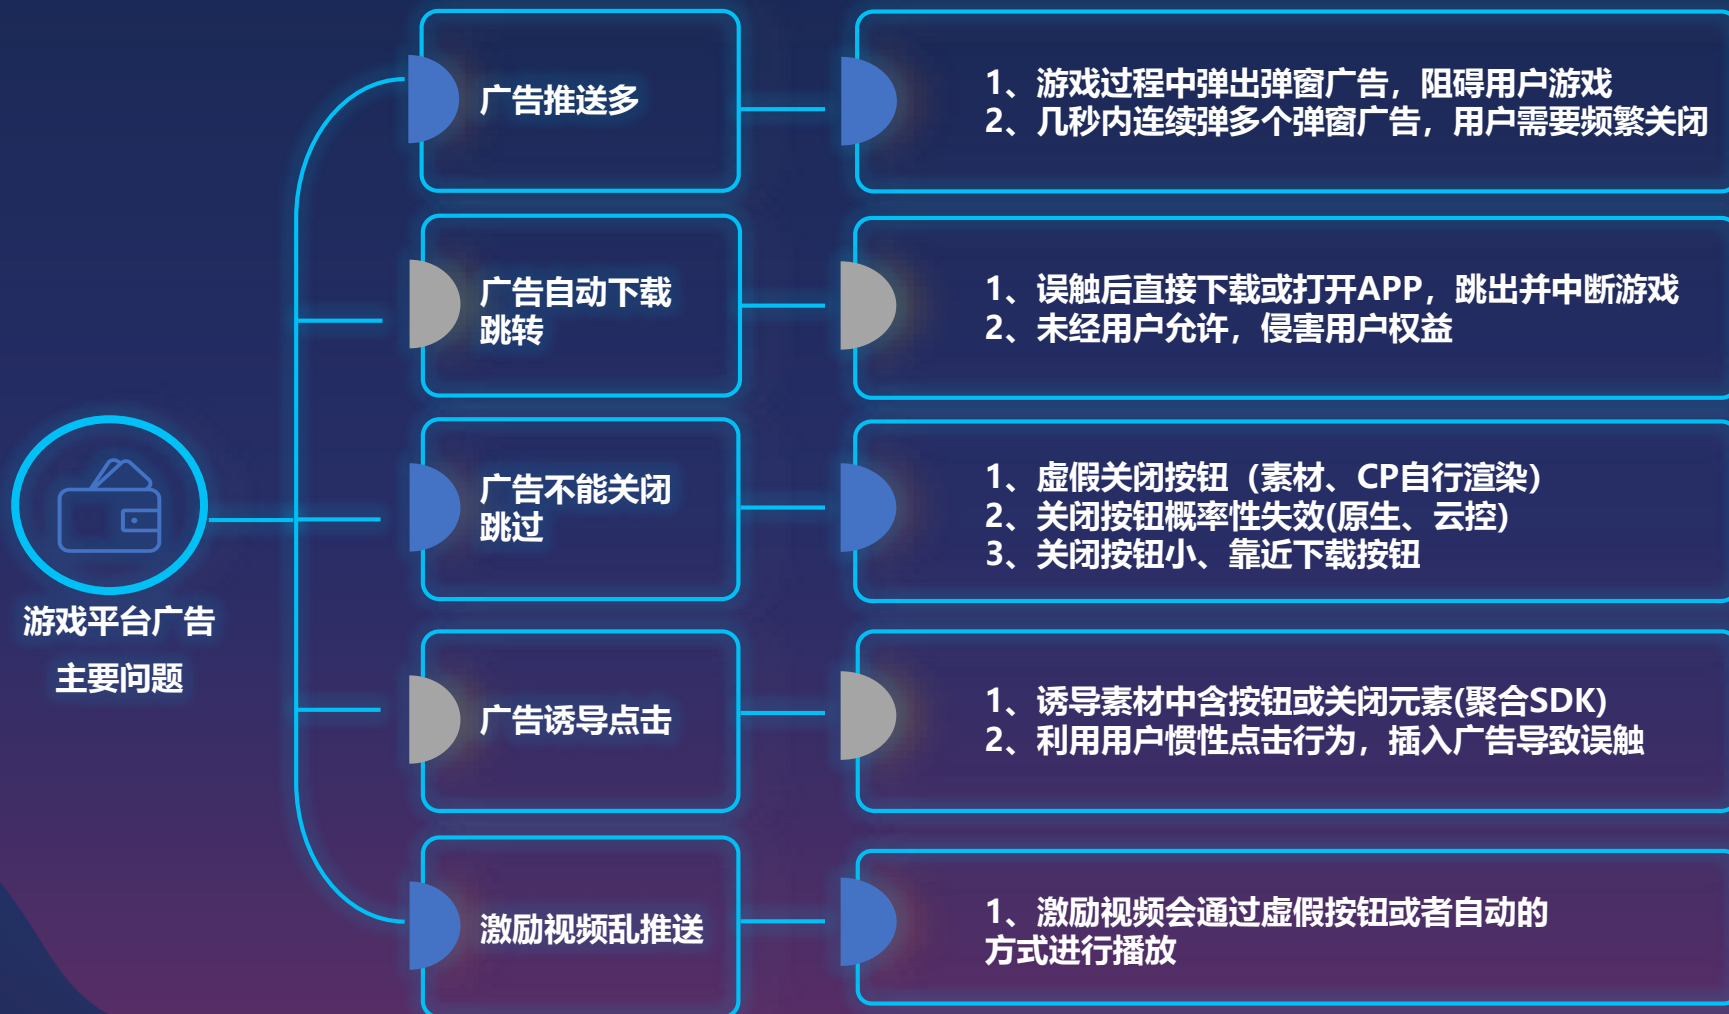 广告推送多
1、游戏过程中弹出弹窗广告，阻碍用户游戏
2、几秒内连续弹多个弹窗广告，用户需要频繁关闭
广告自动下载
跳转
1、误触后直接下载或打开APP，跳出并中断游戏
2、未经用户允许，侵害用户权益
游戏平台广告
主要问题
广告不能关闭
跳过
1、虚假关闭按钮（素材、CP自行渲染）
2、关闭按钮概率性失效(原生、云控)
3、关闭按钮小、靠近下载按钮
广告诱导点击
1、诱导素材中含按钮或关闭元素(聚合SDK)
2、利用用户惯性点击行为，插入广告导致误触
激励视频乱推送
1、激励视频会通过虚假按钮或者自动的
方式进行播放